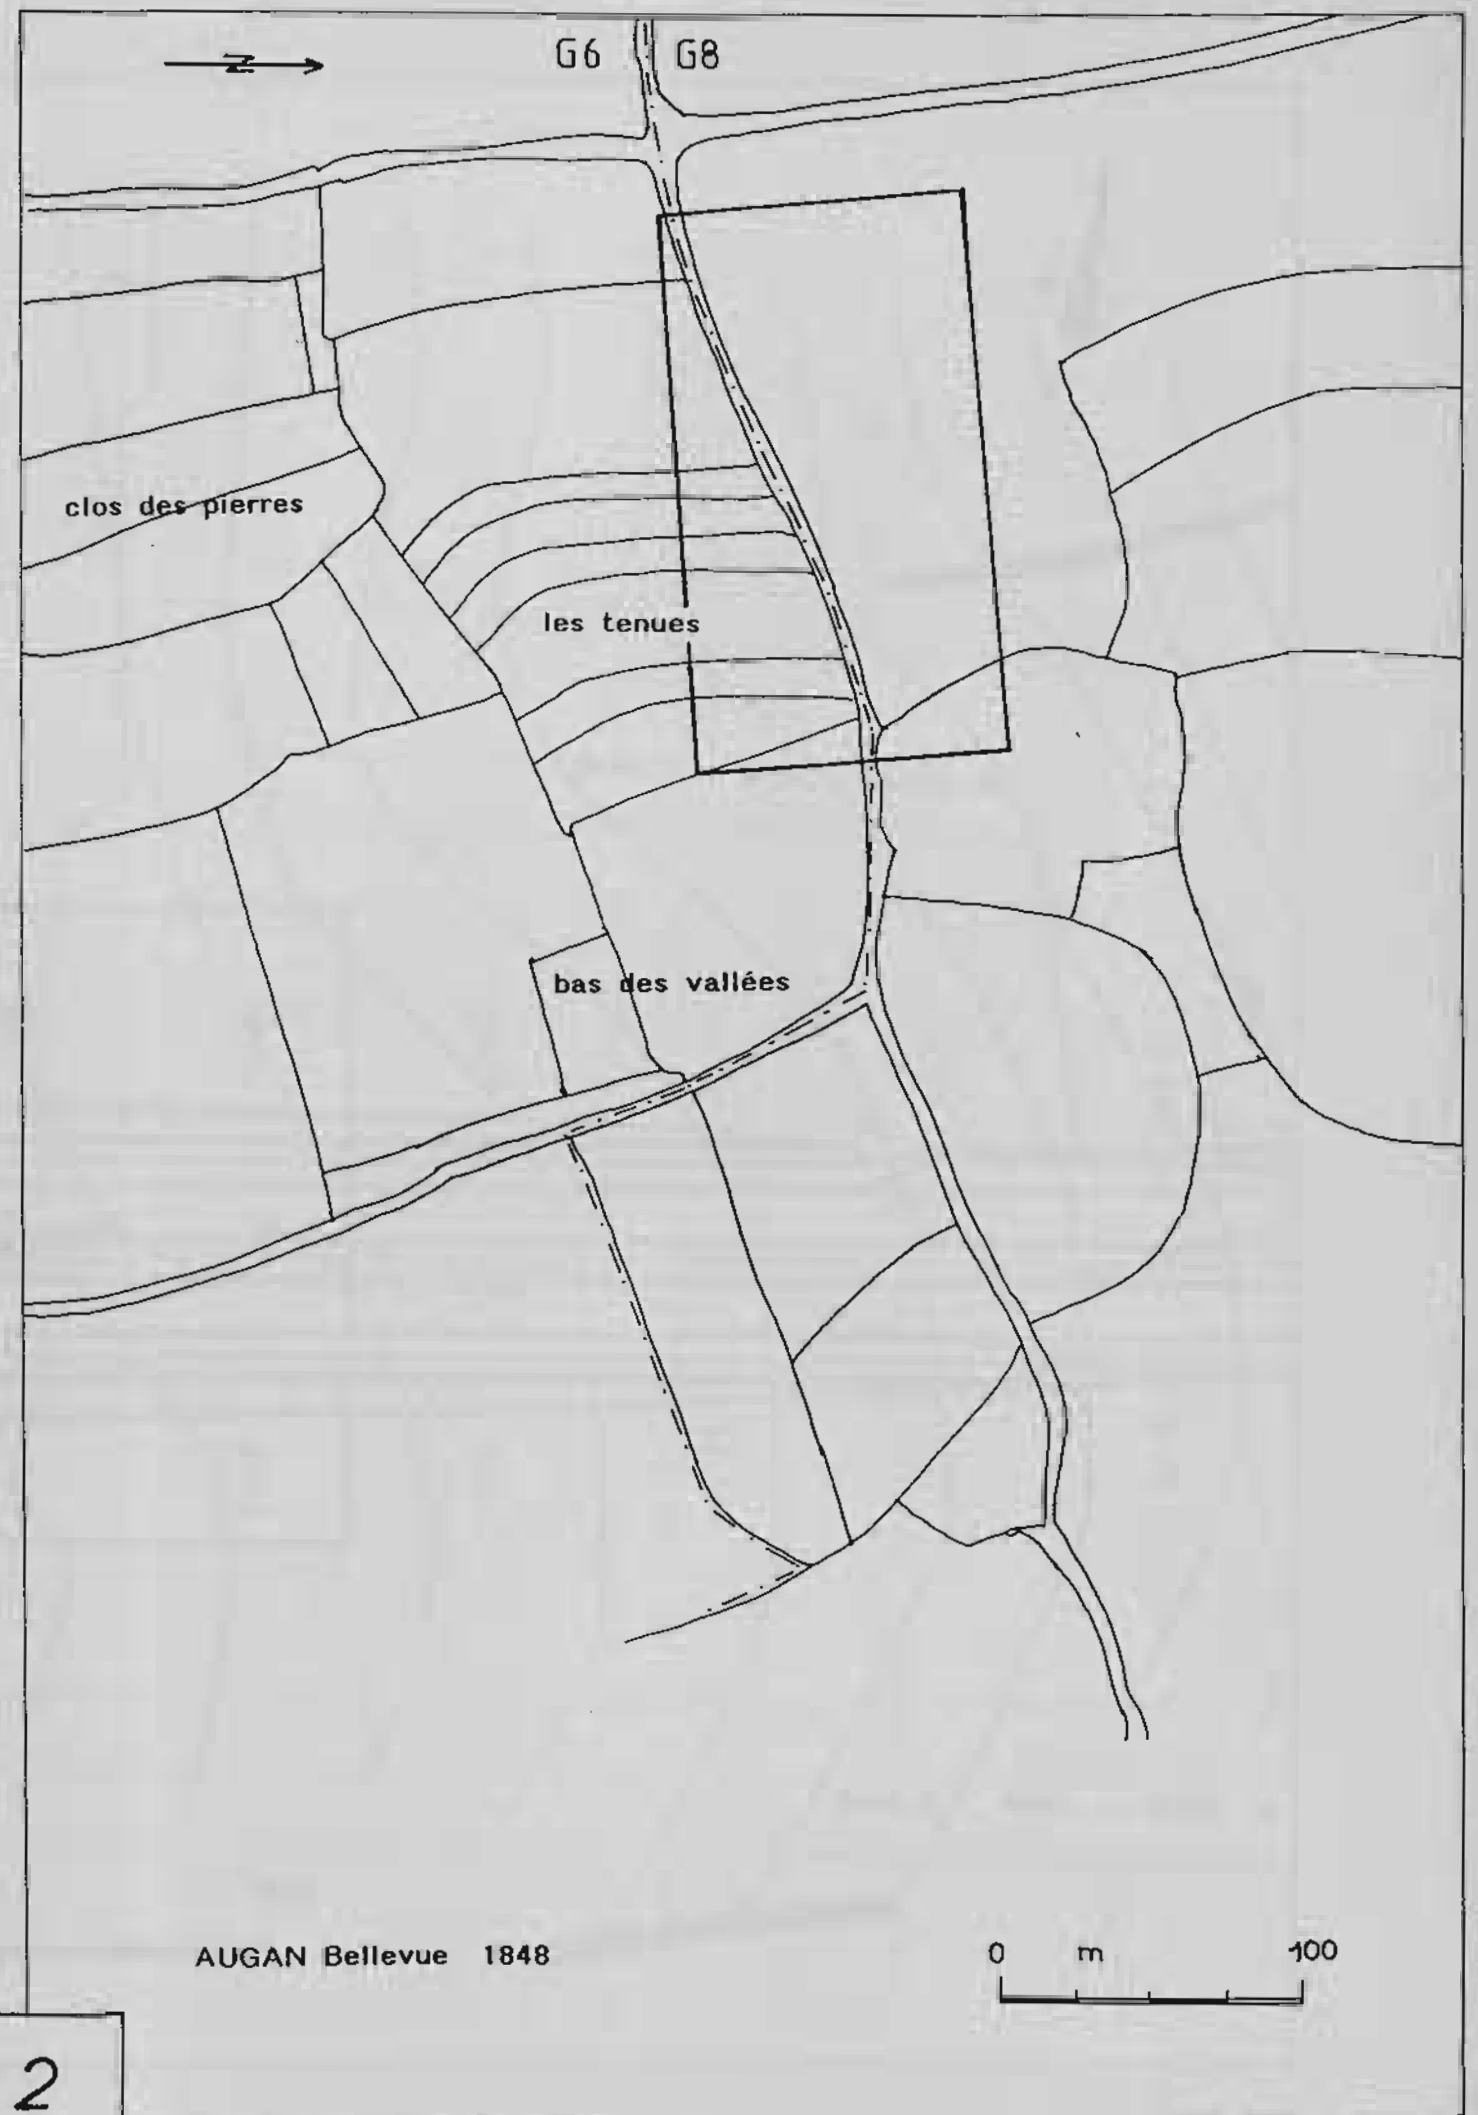 N
G6 G8
clos des pierres
les tenues
bas des vallées
AUGAN Bellevue 1848
0 m 100
2